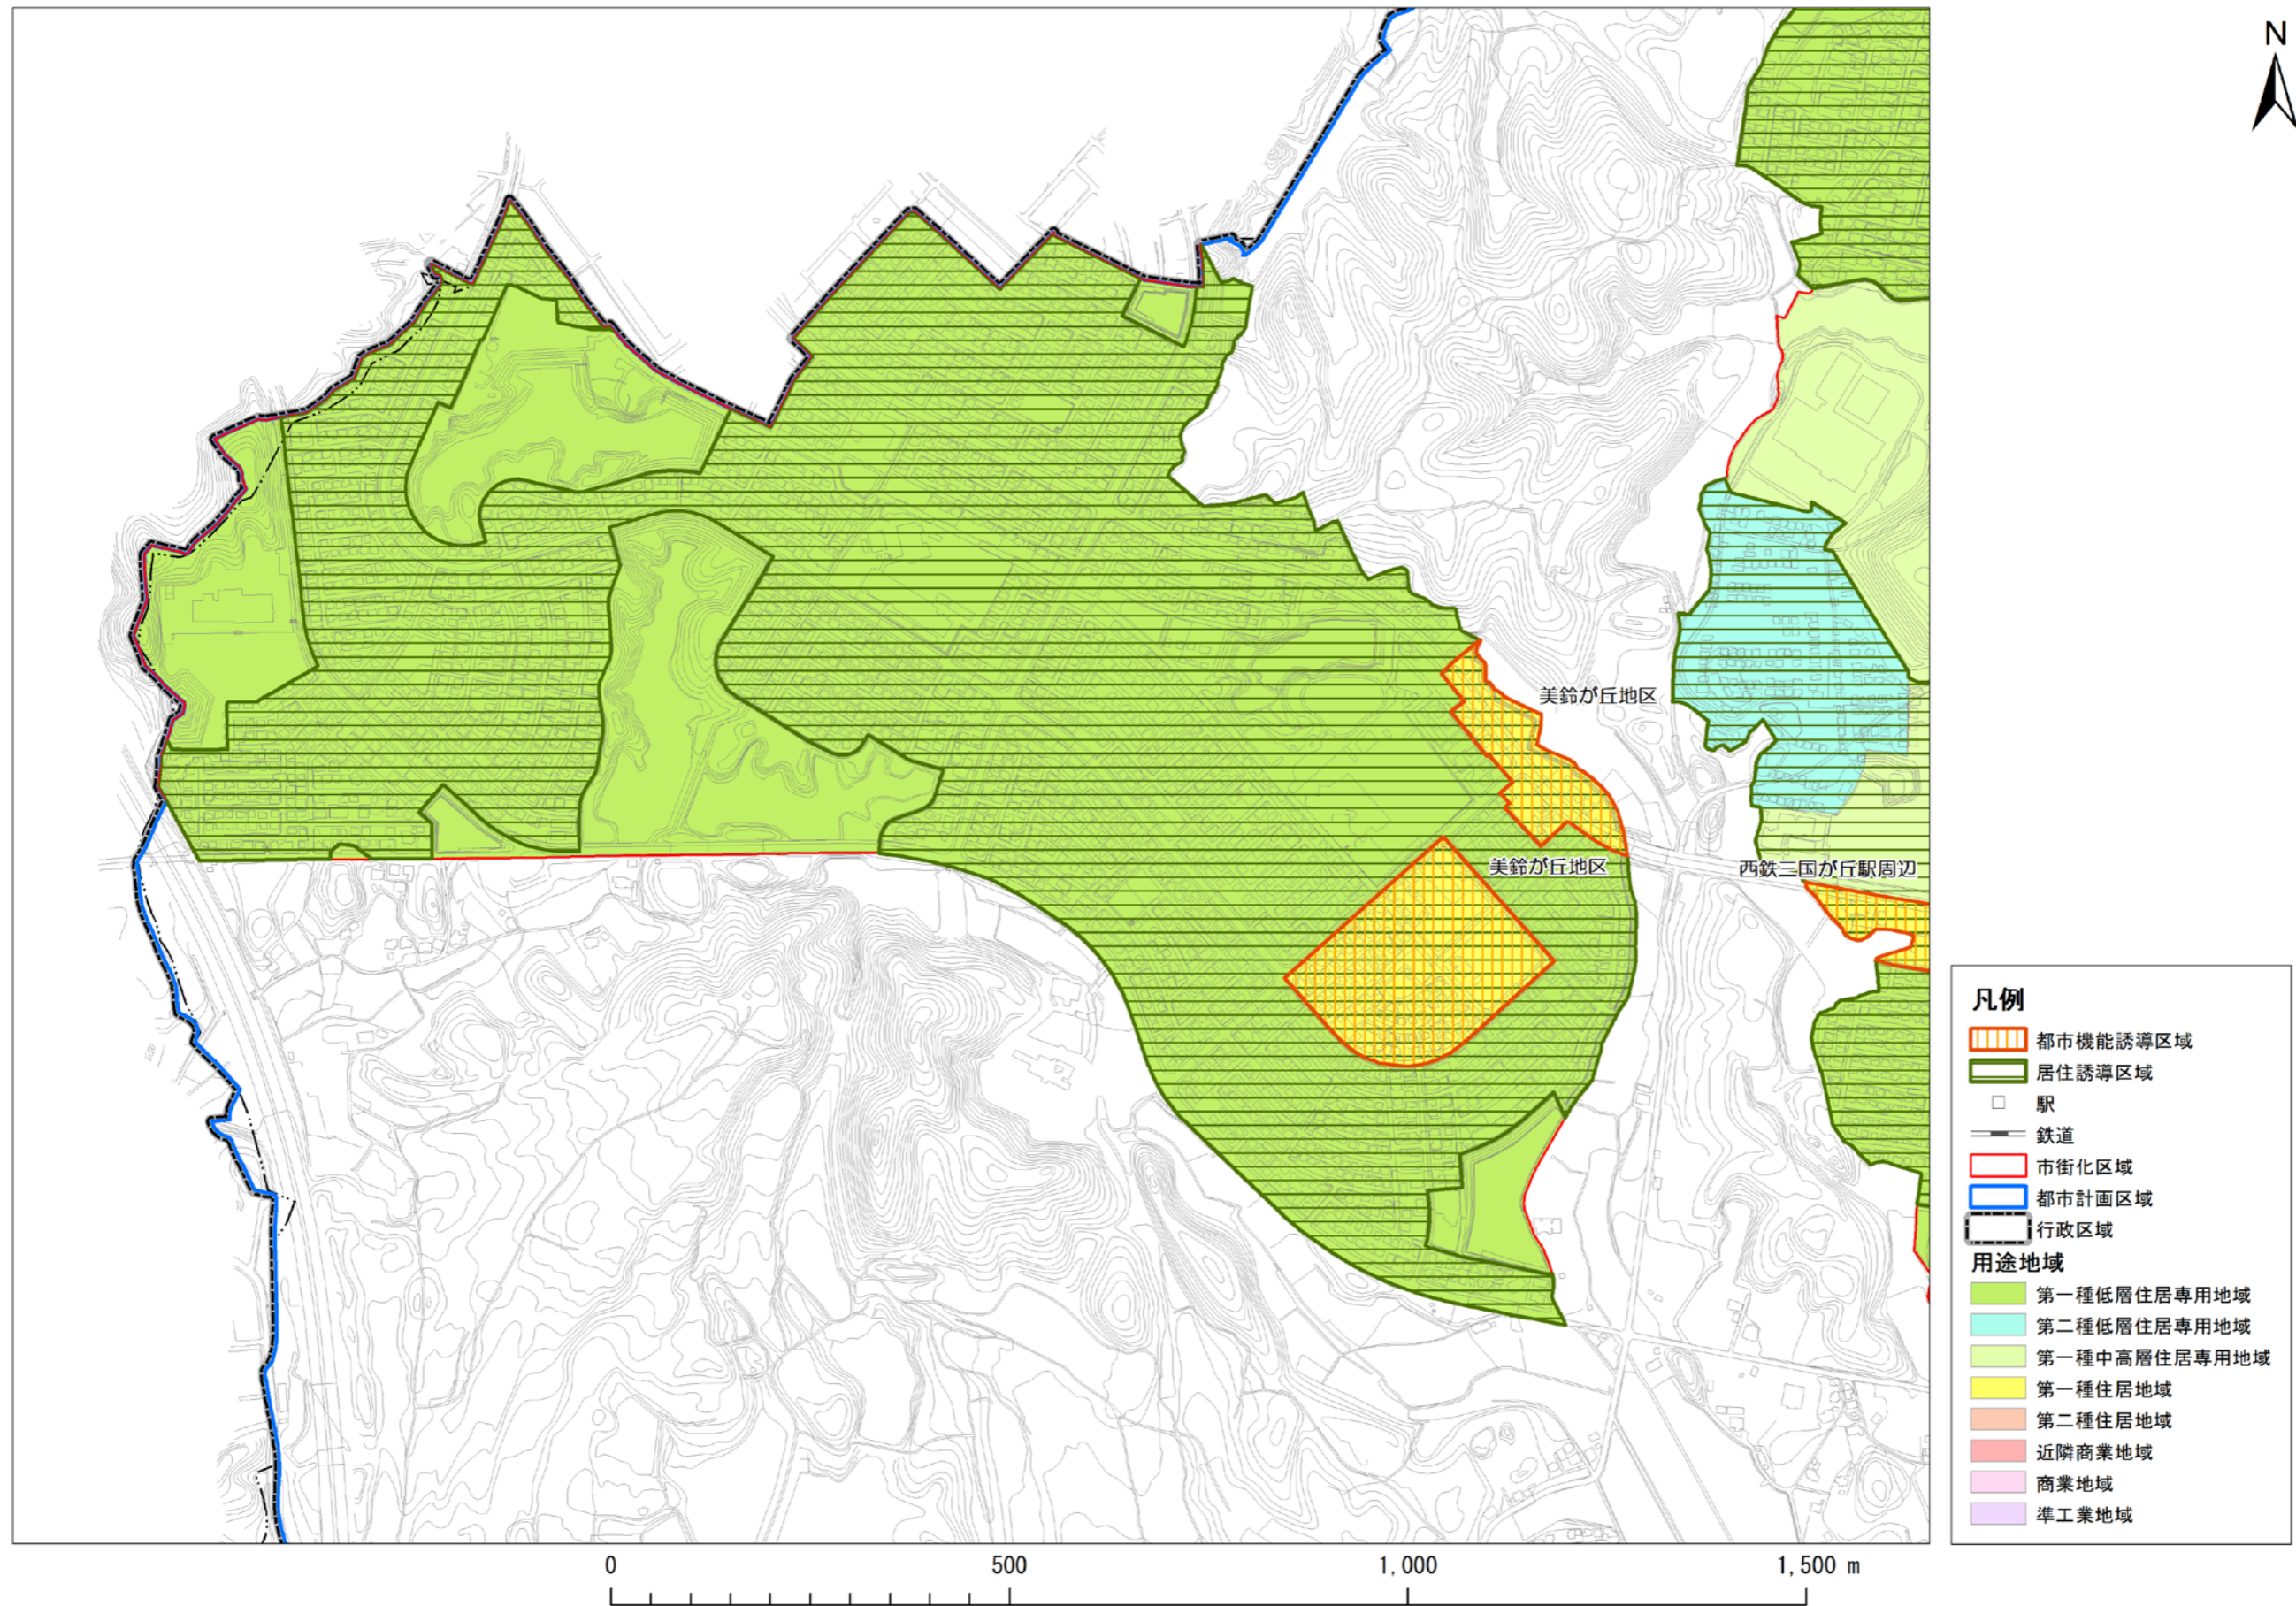 N
美鈴が丘地区
美鈴が丘地区
西鉄三国が丘駅周辺
凡例
都市機能誘導区域
居住誘導区域
駅
鉄道
市街化区域
都市計画区域
行政区域
用途地域
第一種低層住居専用地域
第二種低層住居専用地域
第一種中高層住居専用地域
第一種住居地域
第二種住居地域
近隣商業地域
商業地域
準工業地域
0 500 1,000 1,500 m